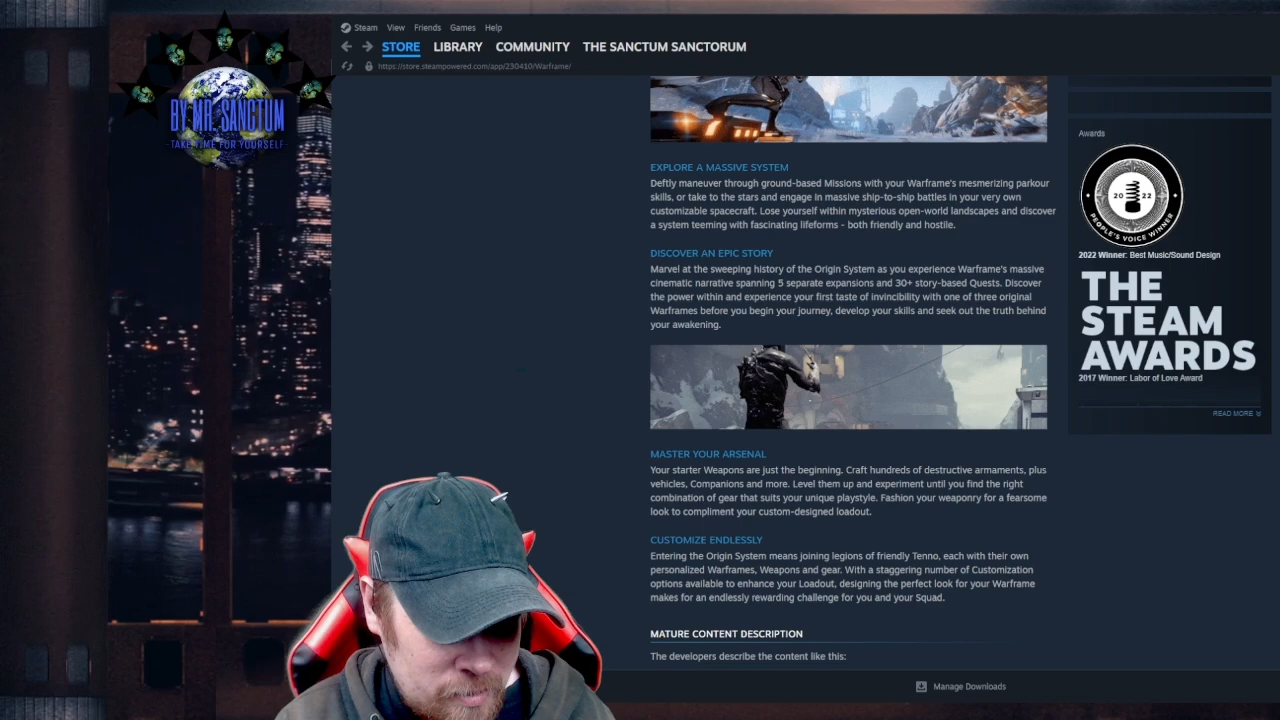 BY MR. SANCTUM
-TAKE TIME FOR YOURSELF-
Steam View Friends Games Help
STORE LIBRARY COMMUNITY THE SANCTUM SANCTORUM
https://store.steampowered.com/app/230410/Warframe/
EXPLORE A MASSIVE SYSTEM
Deftly maneuver through ground-based Missions with your Warframe's mesmerizing parkour
skills, or take to the stars and engage in massive ship-to-ship battles in your very own
customizable spacecraft. Lose yourself within mysterious open-world landscapes and discover
a system teeming with fascinating lifeforms - both friendly and hostile.
DISCOVER AN EPIC STORY
Marvel at the sweeping history of the Origin System as you experience Warframe's massive
cinematic narrative spanning 5 separate expansions and 30+ story-based Quests. Discover
the power within and experience your first taste of invincibility with one of three original
Warframes before you begin your journey, develop your skills and seek out the truth behind
your awakening.
MASTER YOUR ARSENAL
Your starter Weapons are just the beginning. Craft hundreds of destructive armaments, plus
vehicles, Companions and more. Level them up and experiment until you find the right
combination of gear that suits your unique playstyle. Fashion your weaponry for a fearsome
look to compliment your custom-designed loadout.
CUSTOMIZE ENDLESSLY
Entering the Origin System means joining legions of friendly Tenno, each with their own
personalized Warframes, Weapons and gear. With a staggering number of Customization
options available to enhance your Loadout, designing the perfect look for your Warframe
makes for an endlessly rewarding challenge for you and your Squad.
MATURE CONTENT DESCRIPTION
The developers describe the content like this:
Awards
20 22
PEOPLE'S VOICE WINNER
2022 Winner: Best Music/Sound Design
THE
STEAM
AWARDS
2017 Winner: Labor of Love Award
READ MORE
Manage Downloads